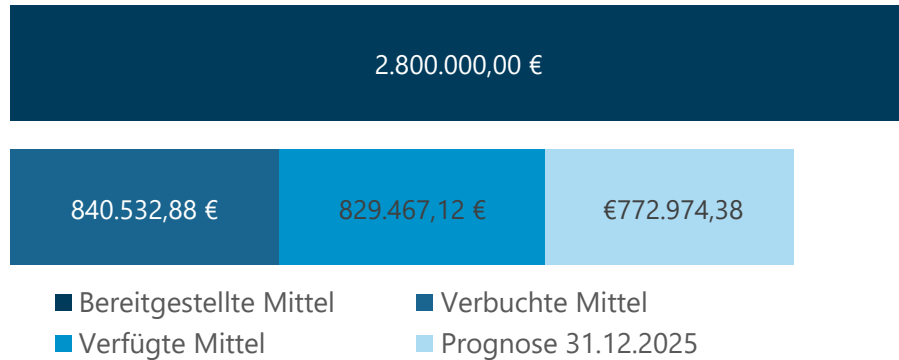 2.800.000,00 €
840.532,88 € 829.467,12 € €772.974,38
Bereitgestellte Mittel Verbuchte Mittel
Verfügte Mittel Prognose 31.12.2025